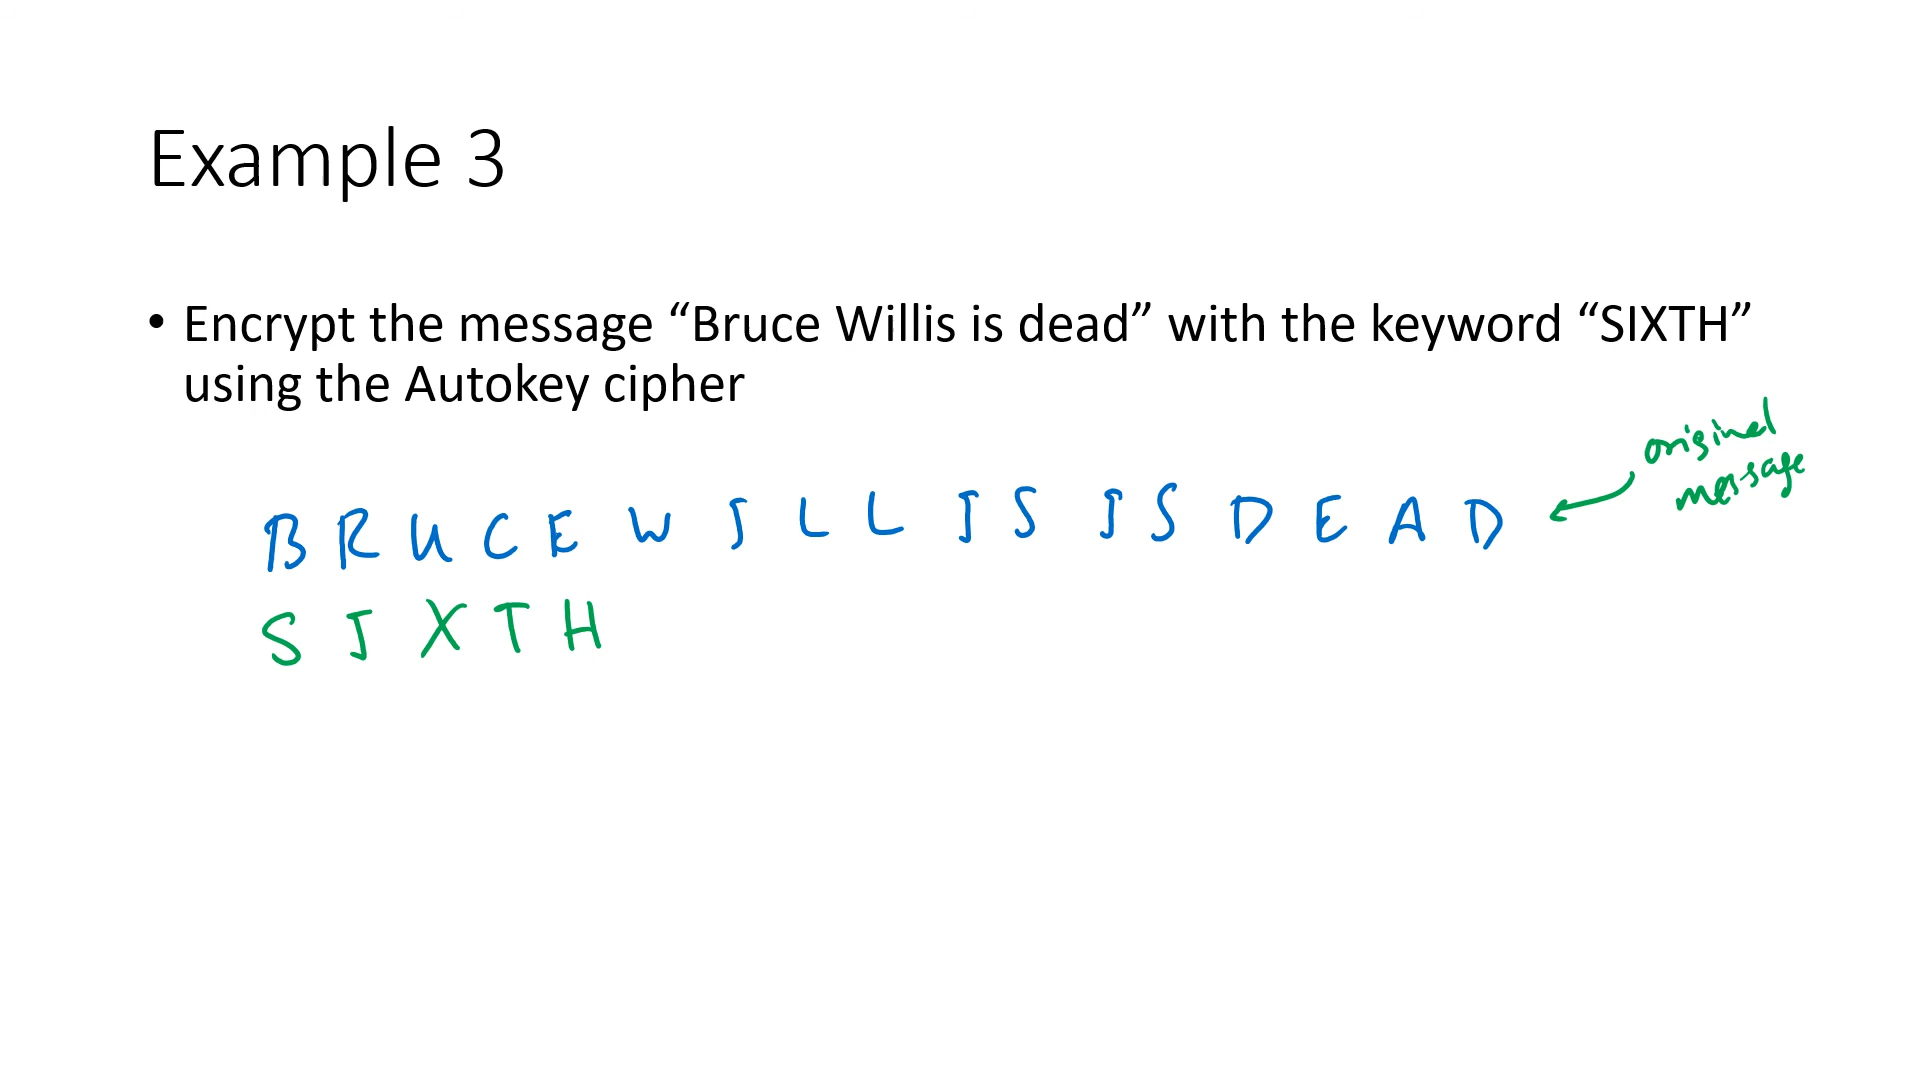 Example 3
• Encrypt the message “Bruce Willis is dead” with the keyword “SIXTH”
using the Autokey cipher
original
message
B R U C E W I L L I S I S D E A D
S I X T H